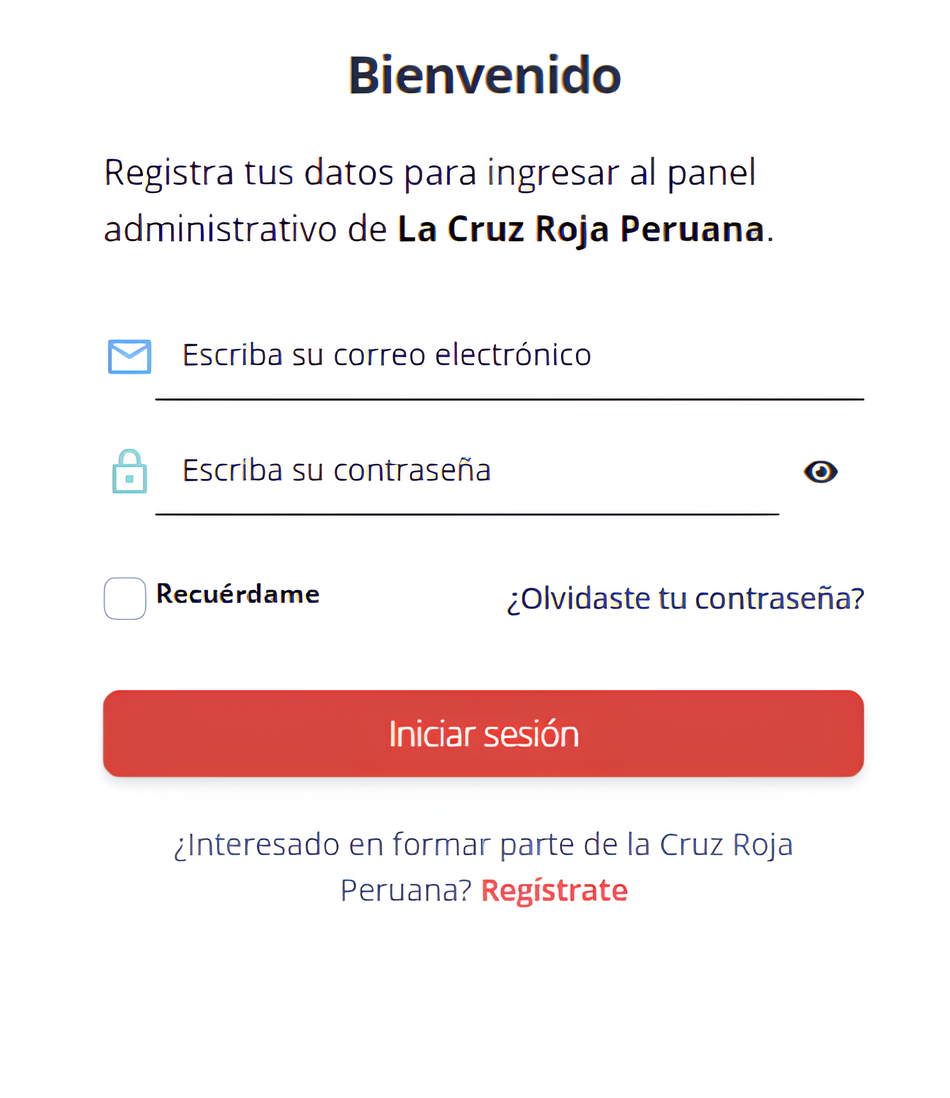 Bienvenido
Registra tus datos para ingresar al panel
administrativo de La Cruz Roja Peruana.
Escriba su correo electrónico
Escriba su contraseña
Recuérdame
¿Olvidaste tu contraseña?
Iniciar sesión
¿Interesado en formar parte de la Cruz Roja
Peruana? Regístrate